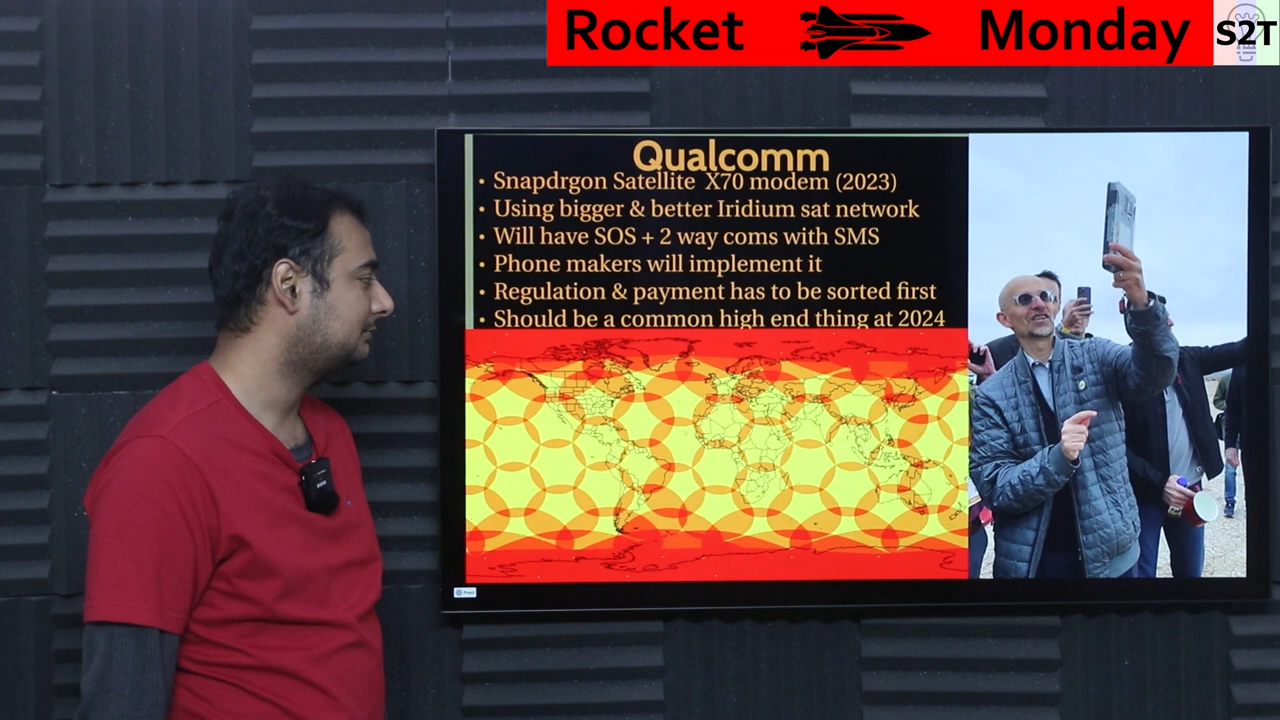 Rocket Monday S2T
Qualcomm
• Snapdrgon Satellite X70 modem (2023)
• Using bigger & better Iridium sat network
• Will have SOS + 2 way coms with SMS
• Phone makers will implement it
• Regulation & payment has to be sorted first
• Should be a common high end thing at 2024